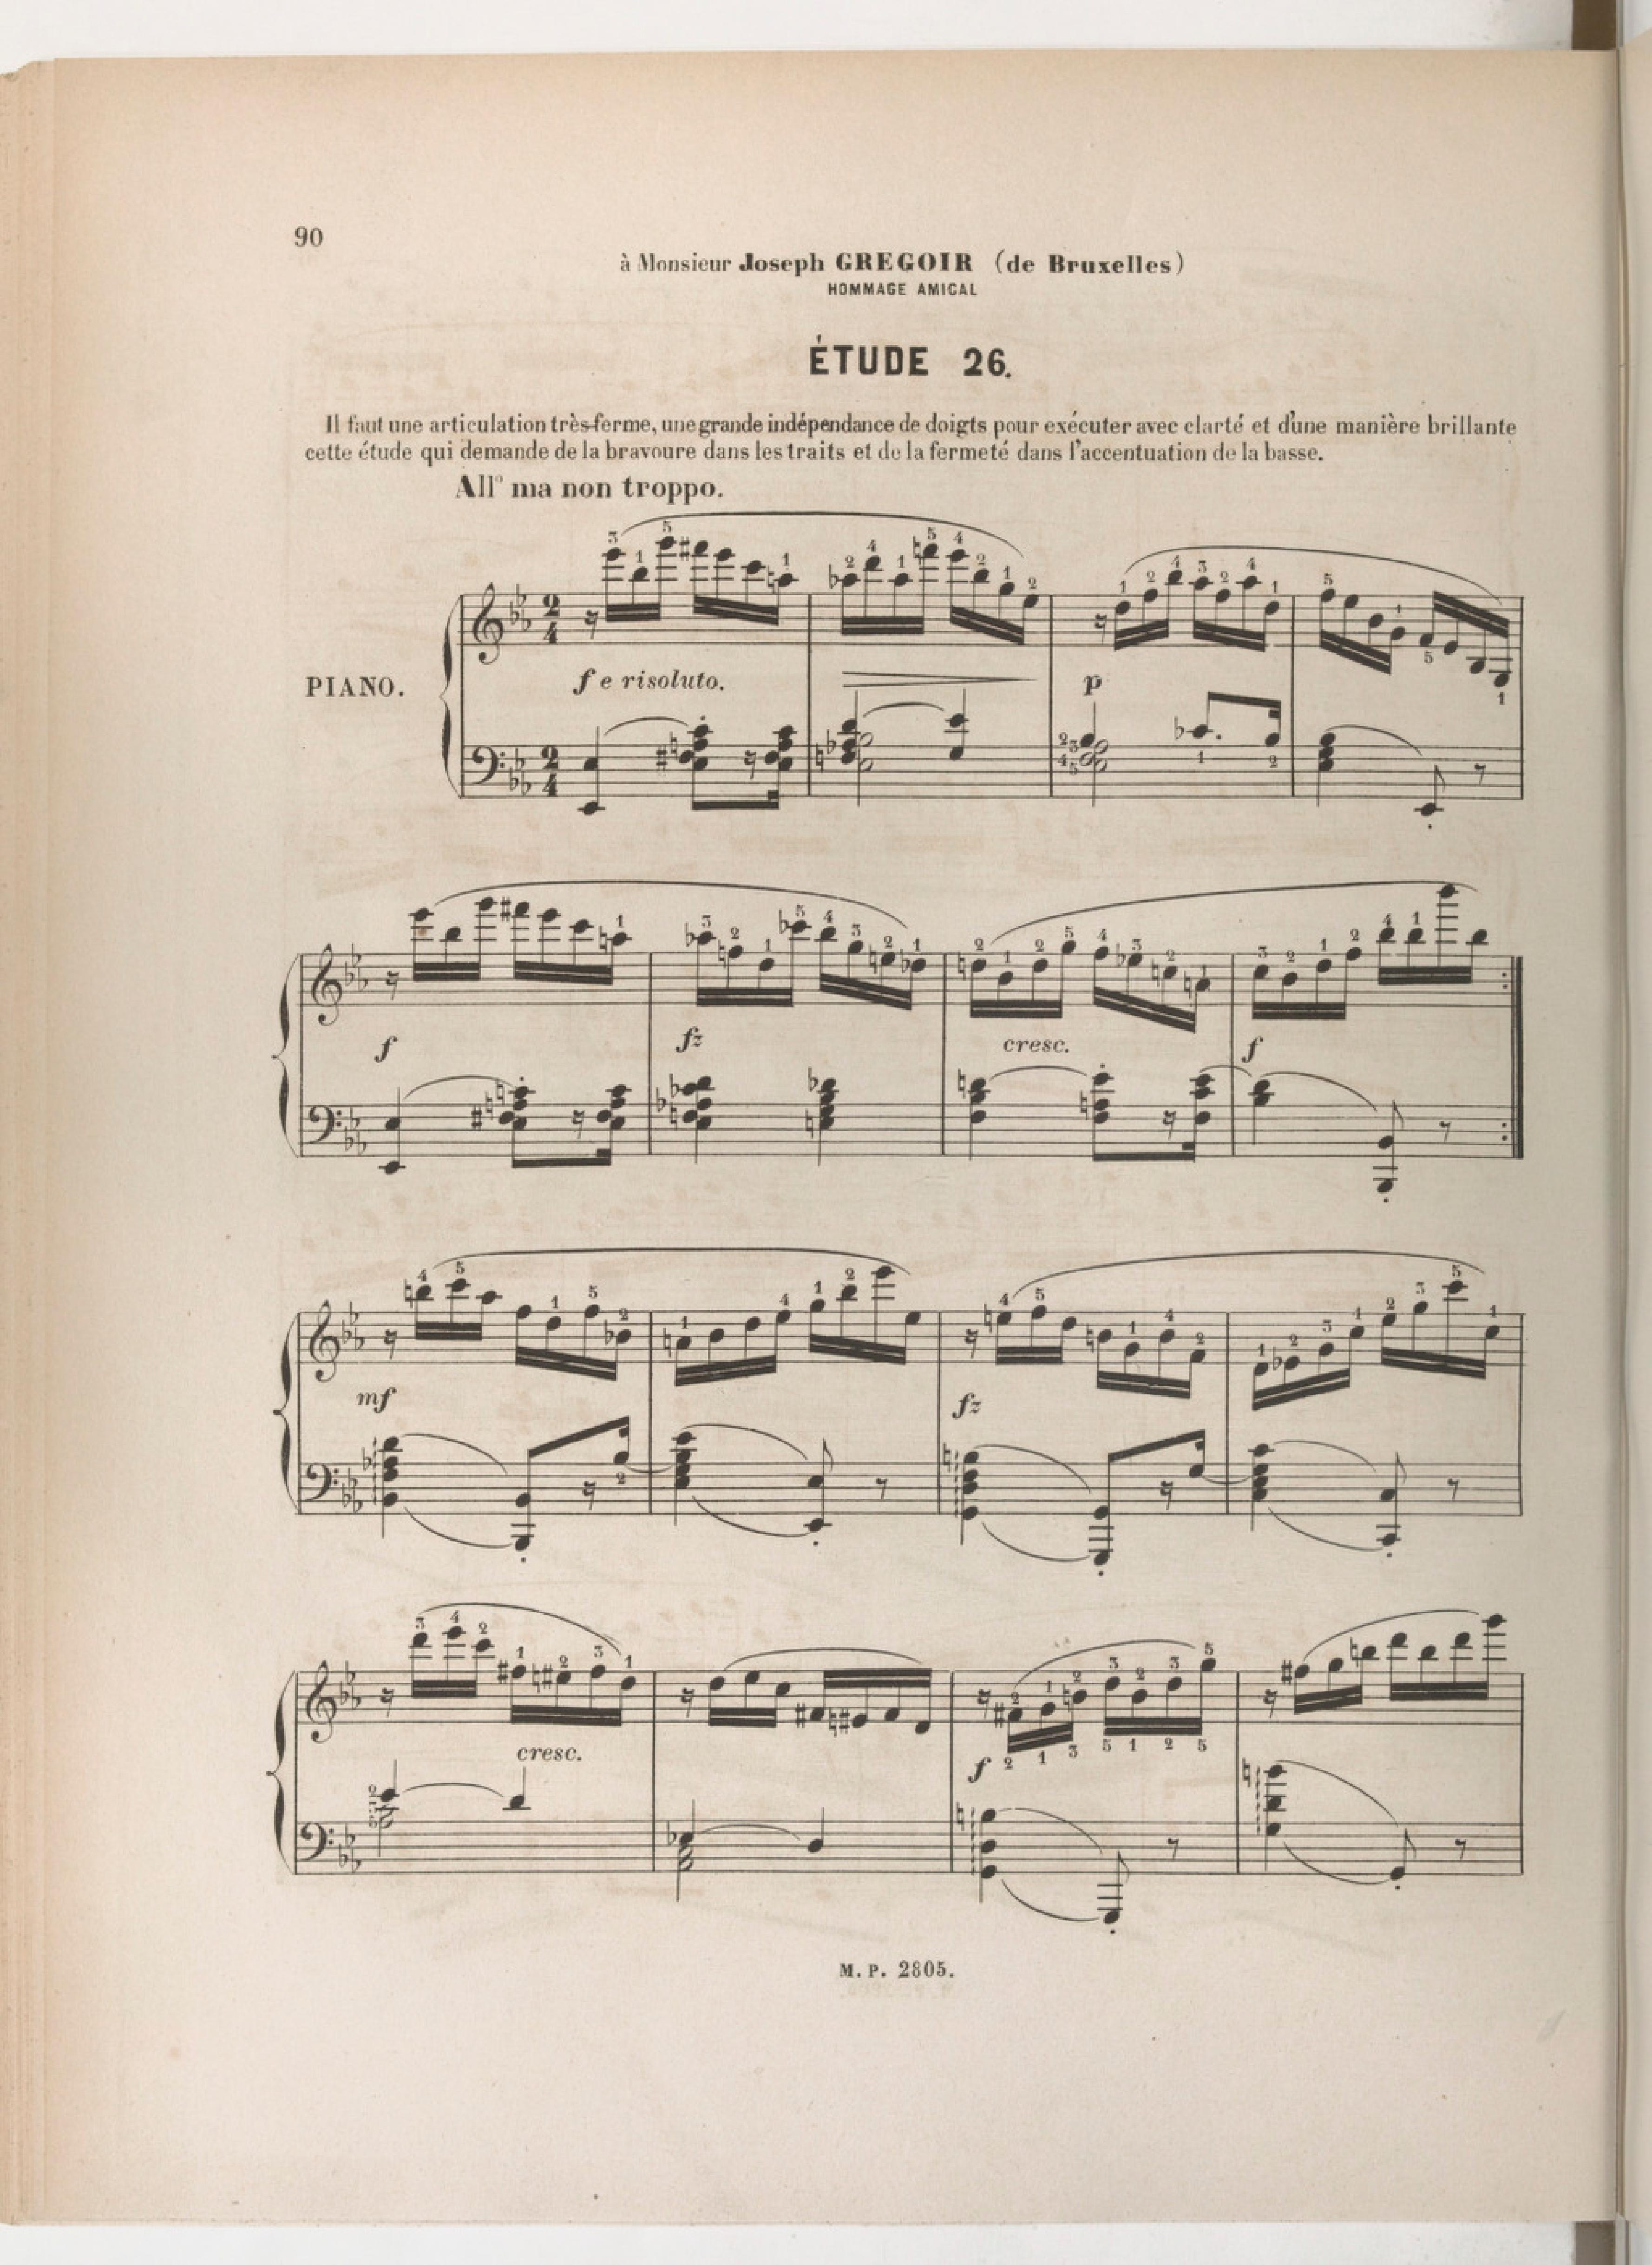 90
à Monsieur Joseph GREGOIR (de Bruxelles)
HOMMAGE AMICAL
ÉTUDE 26.
Il faut une articulation très-ferme, une grande indépendance de doigts pour exécuter avec clarté et d'une manière brillante
cette étude qui demande de la bravoure dans les traits et de la fermeté dans l'accentuation de la basse.
All° ma non troppo.
PIANO.
f e risoluto.
p
f
fz
cresc.
f
mf
fz
cresc.
f
M. P. 2805.